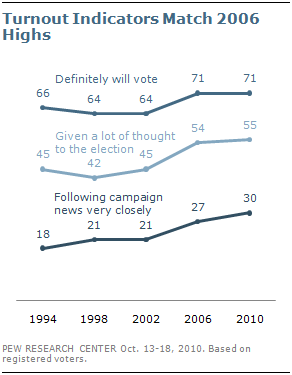 Turnout Indicators Match 2006
Highs
Definitely will vote
66 64 64 71 71
Given a lot of thought
to the election
45 42 45 54 55
Following campaign
news very closely
18 21 21 27 30
1994 1998 2002 2006 2010
PEW RESEARCH CENTER Oct. 13-18, 2010. Based on
registered voters.